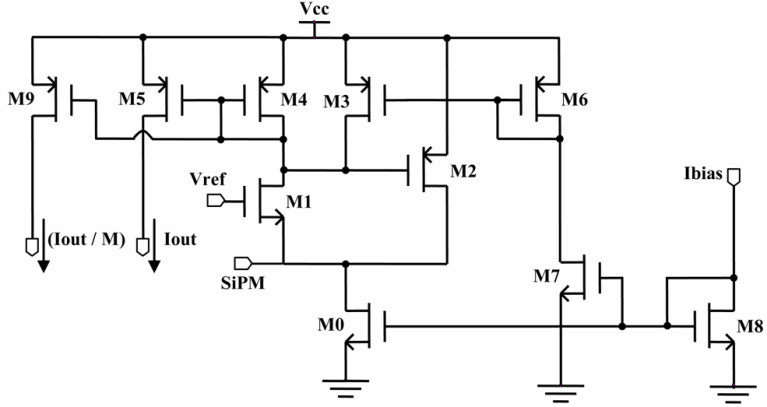 Vcc
M9
M5
M4
M3
M6
M2
Vref
M1
Ibias
(Iout / M)
Iout
SiPM
M7
M0
M8